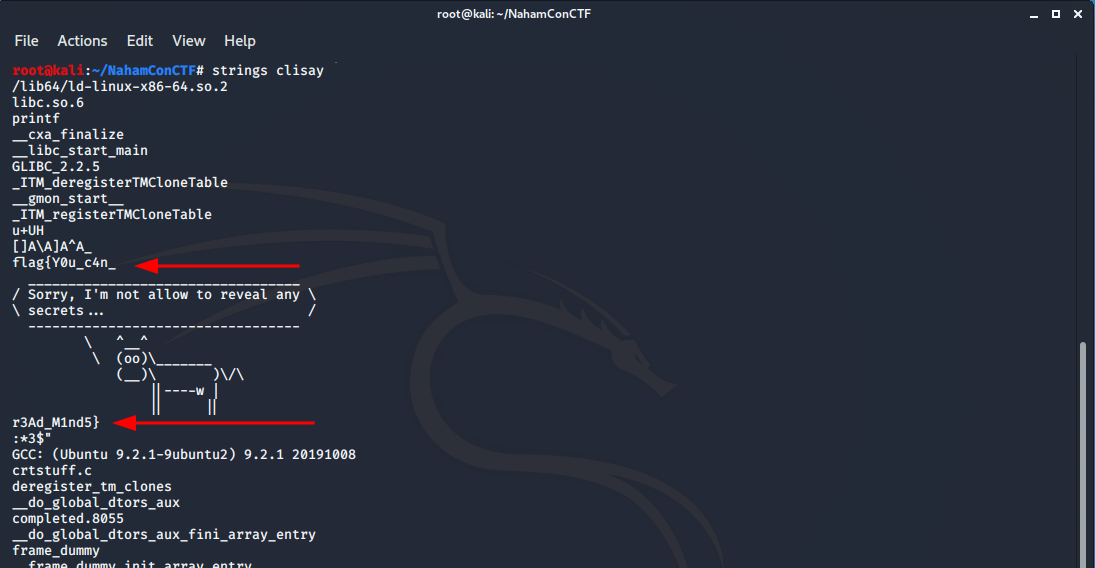 root@kali: ~/NahamConCTF
File Actions Edit View Help
root@kali:~/NahamConCTF# strings clisay
/lib64/ld-linux-x86-64.so.2
libc.so.6
printf
__cxa_finalize
__libc_start_main
GLIBC_2.2.5
_ITM_deregisterTMCloneTable
__gmon_start__
_ITM_registerTMCloneTable
u+UH
[]A\A]A^A_
flag{Y0u_c4n_
  __________________________________
/ Sorry, I'm not allow to reveal any \
\ secrets...                         /
  ----------------------------------
         \   ^__^
          \  (oo)\_______
             (__)\       )\/\
                 ||----w |
                 ||     ||
r3Ad_M1nd5}
:*3$"
GCC: (Ubuntu 9.2.1-9ubuntu2) 9.2.1 20191008
crtstuff.c
deregister_tm_clones
__do_global_dtors_aux
completed.8055
__do_global_dtors_aux_fini_array_entry
frame_dummy
__frame_dummy_init_array_entry